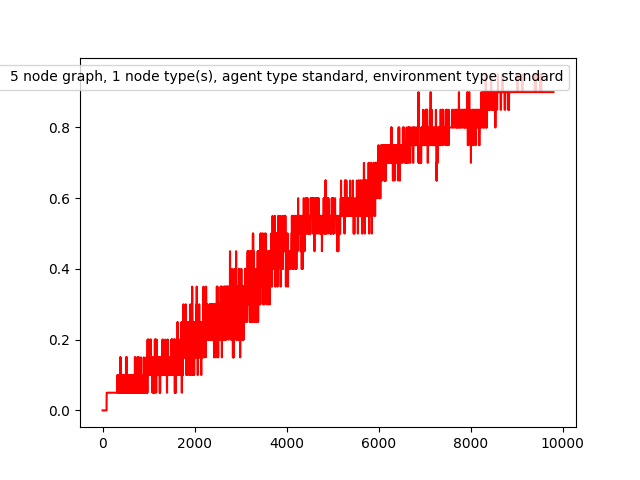 5 node graph, 1 node type(s), agent type standard, environment type standard
0.8
0.6
0.4
0.2
0.0
0 2000 4000 6000 8000 10000